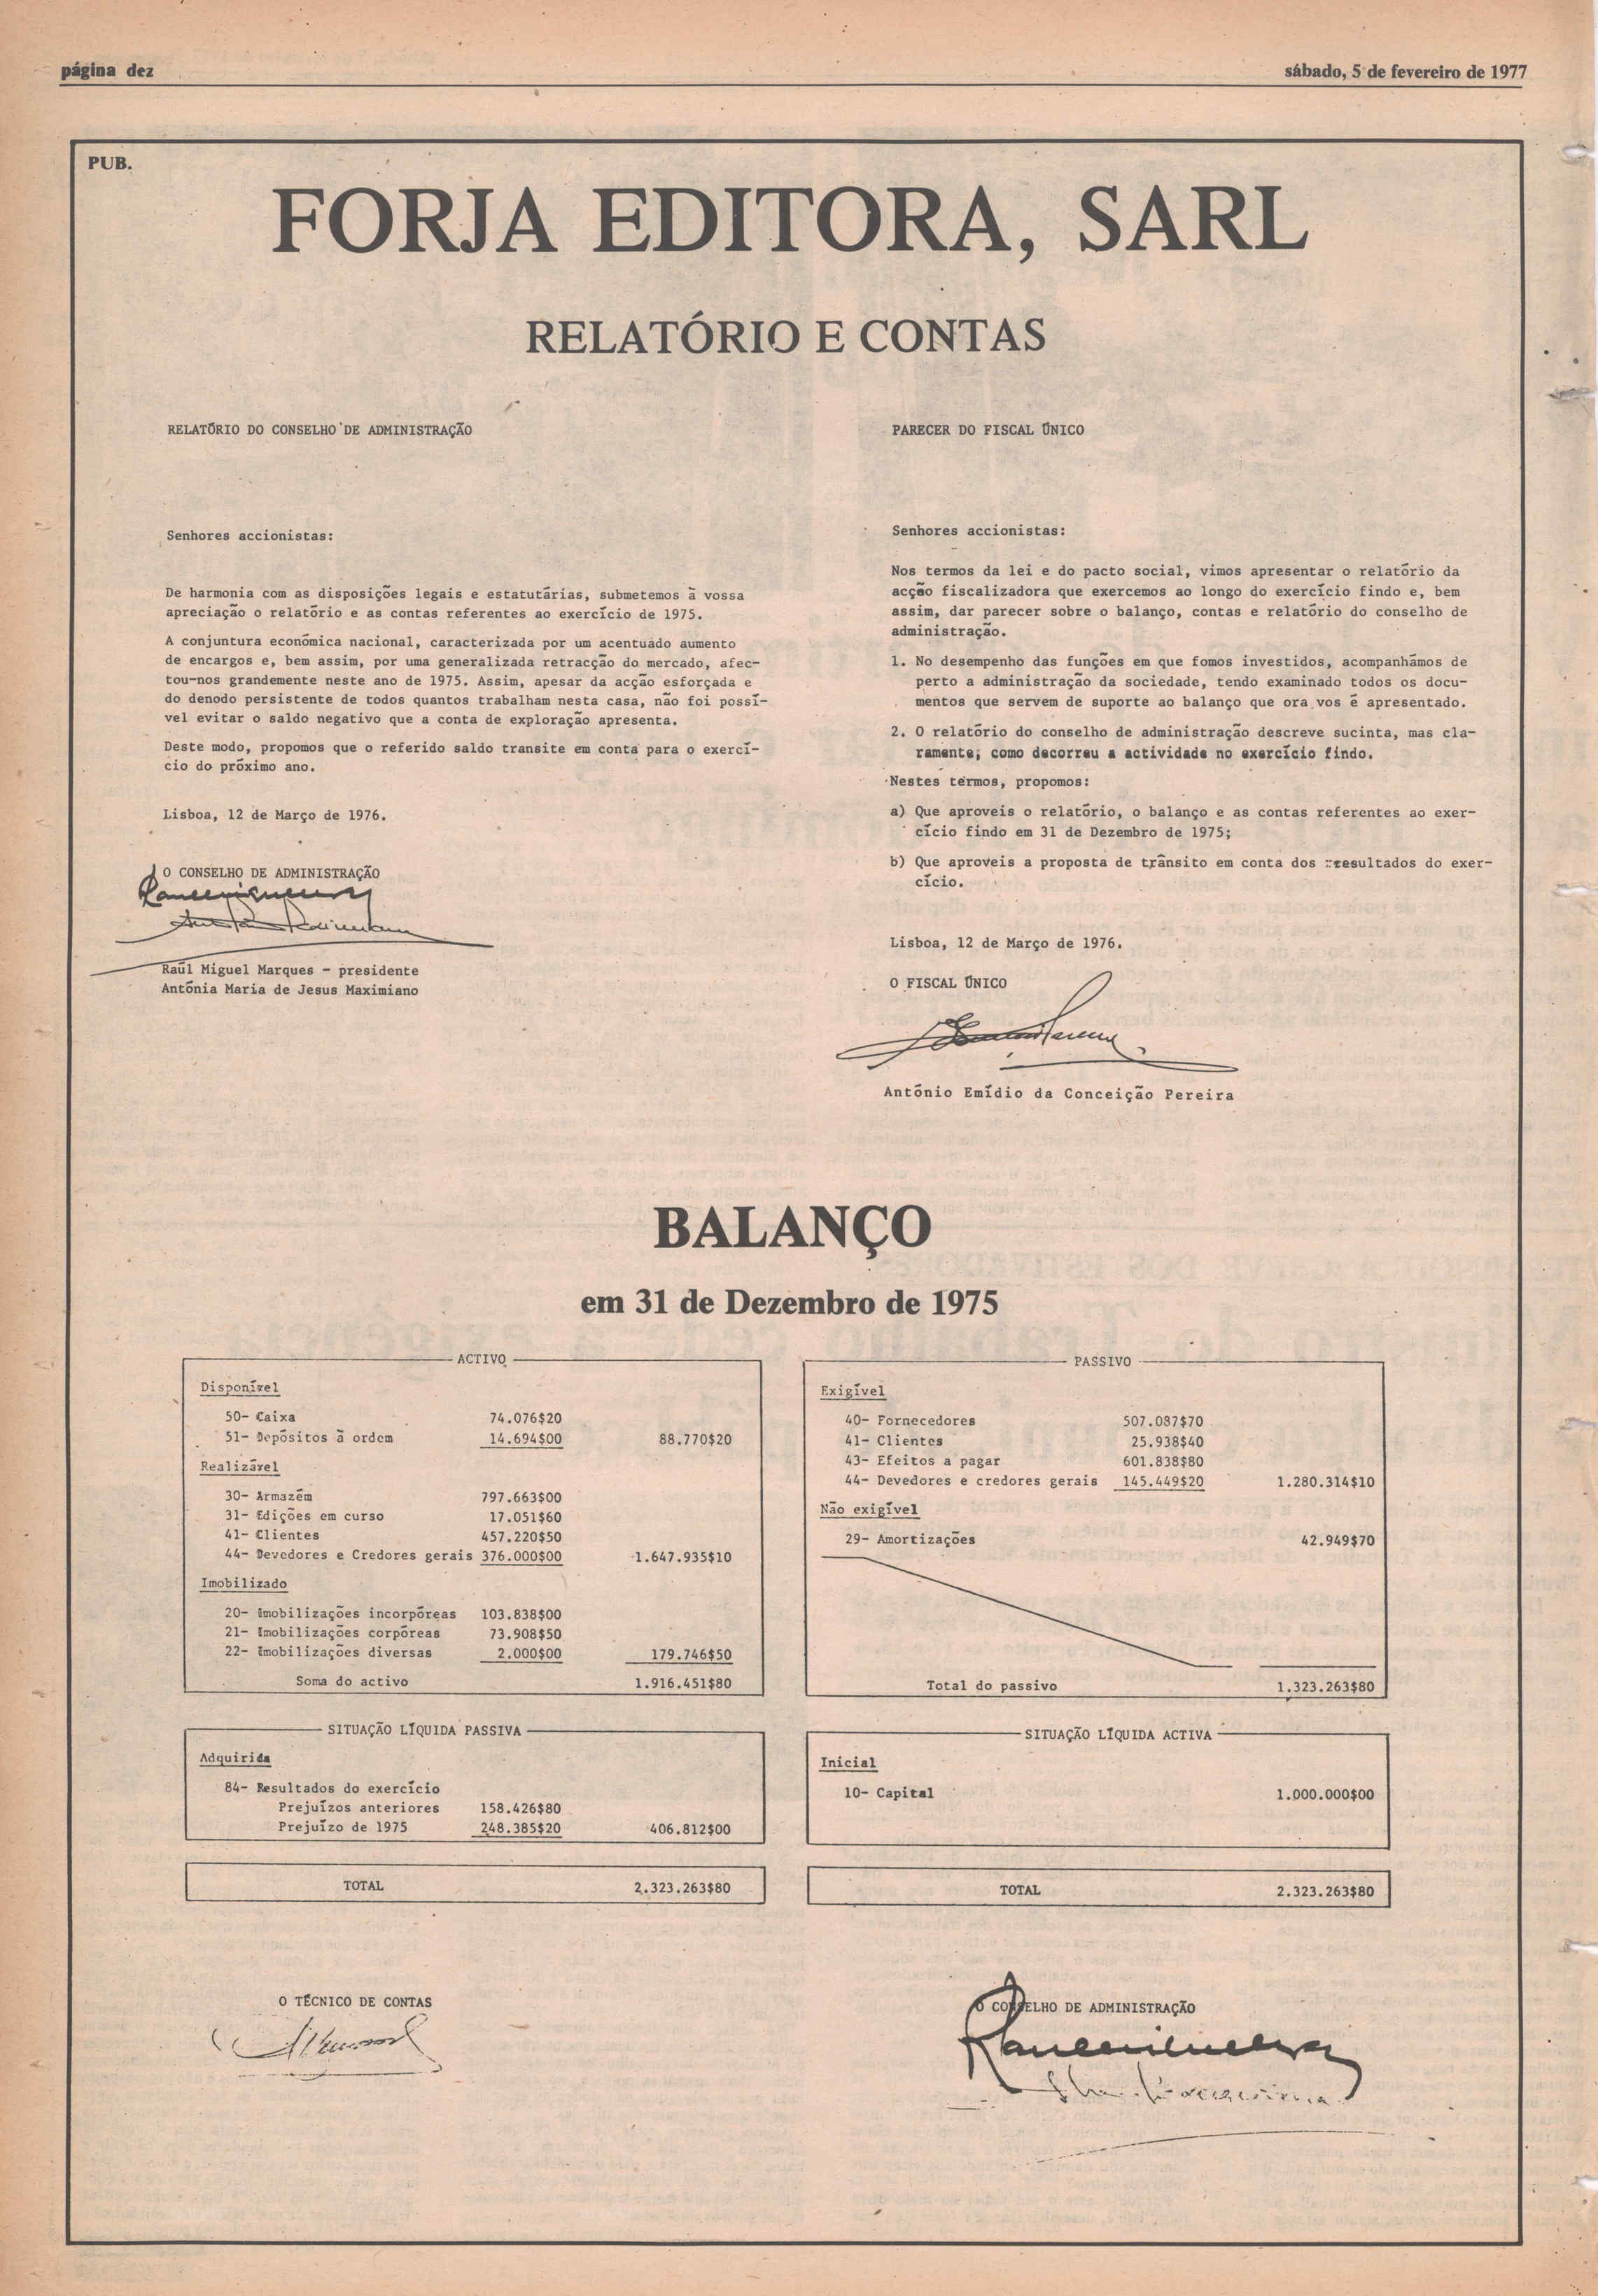 página dez
sábado, 5 de fevereiro de 1977
PUB.
FORJA EDITORA, SARL
RELATÓRIO E CONTAS
RELATÓRIO DO CONSELHO DE ADMINISTRAÇÃO
Senhores accionistas:
De harmonia com as disposições legais e estatutárias, submetemos à vossa
apreciação o relatório e as contas referentes ao exercício de 1975.
A conjuntura económica nacional, caracterizada por um acentuado aumento
de encargos e, bem assim, por uma generalizada retracção do mercado, afec-
tou-nos grandemente neste ano de 1975. Assim, apesar da acção esforçada e
do denodo persistente de todos quantos trabalham nesta casa, não foi possí-
vel evitar o saldo negativo que a conta de exploração apresenta.
Deste modo, propomos que o referido saldo transite em conta para o exercí-
cio do próximo ano.
Lisboa, 12 de Março de 1976.
O CONSELHO DE ADMINISTRAÇÃO
Raúl Miguel Marques - presidente
Antónia Maria de Jesus Maximiano
PARECER DO FISCAL ÚNICO
Senhores accionistas:
Nos termos da lei e do pacto social, vimos apresentar o relatório da
acção fiscalizadora que exercemos ao longo do exercício findo e, bem
assim, dar parecer sobre o balanço, contas e relatório do conselho de
administração.
1. No desempenho das funções em que fomos investidos, acompanhámos de
perto a administração da sociedade, tendo examinado todos os docu-
mentos que servem de suporte ao balanço que ora vos é apresentado.
2. O relatório do conselho de administração descreve sucinta, mas cla-
ramente, como decorreu a actividade no exercício findo.
Nestes termos, propomos:
a) Que aproveis o relatório, o balanço e as contas referentes ao exer-
cício findo em 31 de Dezembro de 1975;
b) Que aproveis a proposta de trânsito em conta dos resultados do exer-
cício.
Lisboa, 12 de Março de 1976.
O FISCAL ÚNICO
António Emídio da Conceição Pereira
BALANÇO
em 31 de Dezembro de 1975
ACTIVO
Disponível
50- Caixa 74.076$20
51- Depósitos à ordem 14.694$00 88.770$20
Realizável
30- Armazém 797.663$00
31- Edições em curso 17.051$60
41- Clientes 457.220$50
44- Devedores e Credores gerais 376.000$00 1.647.935$10
Imobilizado
20- Imobilizações incorpóreas 103.838$00
21- Imobilizações corpóreas 73.908$50
22- Imobilizações diversas 2.000$00 179.746$50
Soma do activo 1.916.451$80
PASSIVO
Exigível
40- Fornecedores 507.087$70
41- Clientes 25.938$40
43- Efeitos a pagar 601.838$80
44- Devedores e credores gerais 145.449$20 1.280.314$10
Não exigível
29- Amortizações 42.949$70
Total do passivo 1.323.263$80
SITUAÇÃO LÍQUIDA PASSIVA
Adquirida
84- Resultados do exercício
Prejuízos anteriores 158.426$80
Prejuízo de 1975 248.385$20 406.812$00
SITUAÇÃO LÍQUIDA ACTIVA
Inicial
10- Capital 1.000.000$00
TOTAL 2.323.263$80
TOTAL 2.323.263$80
O TÉCNICO DE CONTAS
O CONSELHO DE ADMINISTRAÇÃO